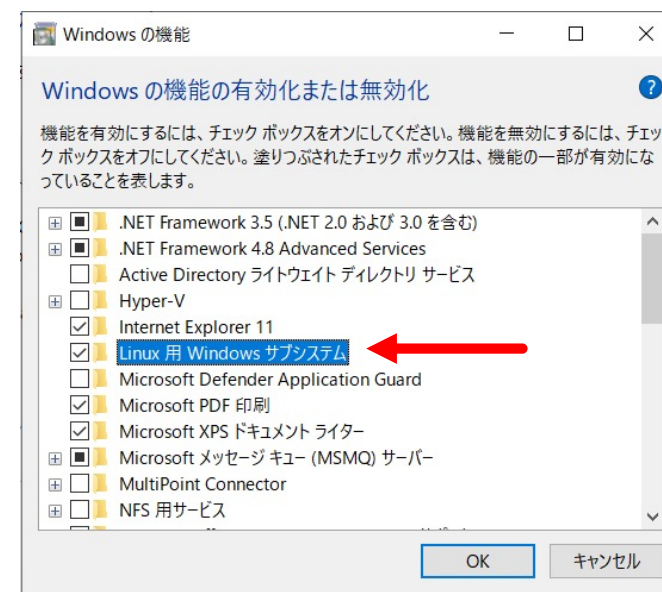 Windows の機能
Windows の機能の有効化または無効化
機能を有効にするには、チェック ボックスをオンにしてください。機能を無効にするには、チェッ
ク ボックスをオフにしてください。塗りつぶされたチェック ボックスは、機能の一部が有効にな
っていることを表します。
.NET Framework 3.5 (.NET 2.0 および 3.0 を含む)
.NET Framework 4.8 Advanced Services
Active Directory ライトウェイト ディレクトリ サービス
Hyper-V
Internet Explorer 11
Linux 用 Windows サブシステム
Microsoft Defender Application Guard
Microsoft PDF 印刷
Microsoft XPS ドキュメント ライター
Microsoft メッセージ キュー (MSMQ) サーバー
MultiPoint Connector
NFS 用サービス
OK
キャンセル